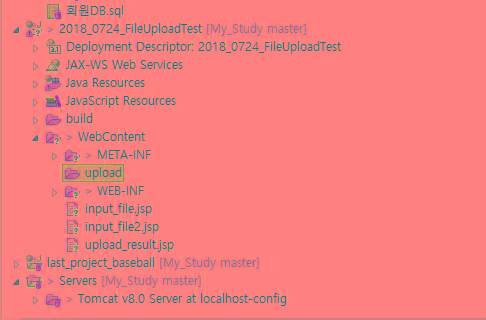 회원DB.sql
> 2018_0724_FileUploadTest [My_Study master]
Deployment Descriptor: 2018_0724_FileUploadTest
JAX-WS Web Services
Java Resources
JavaScript Resources
build
> WebContent
> META-INF
upload
> WEB-INF
input_file.jsp
input_file2.jsp
upload_result.jsp
last_project_baseball [My_Study master]
> Servers [My_Study master]
> Tomcat v8.0 Server at localhost-config